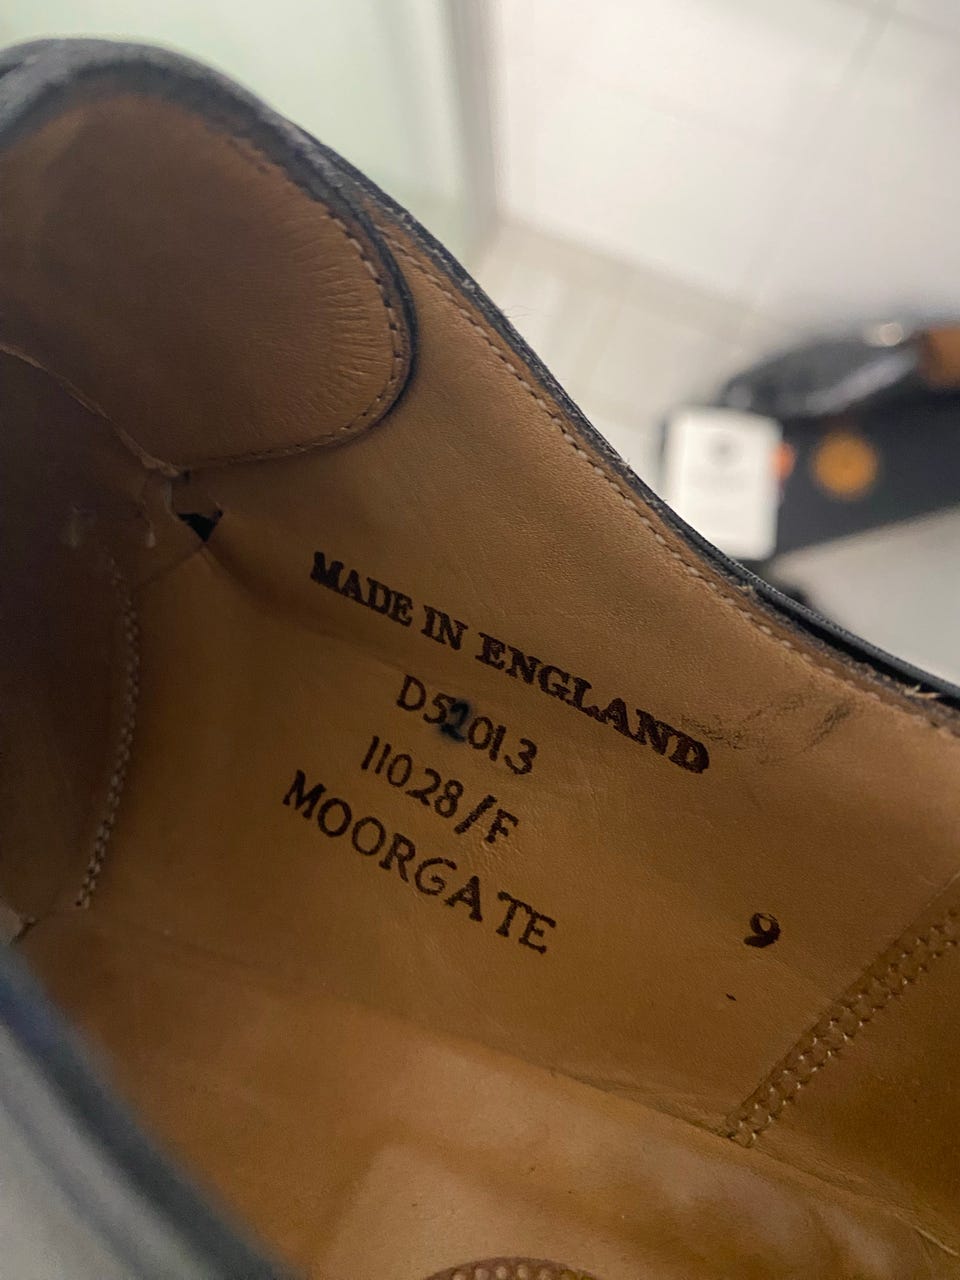 MADE IN ENGLAND
D52013
11028/F
MOORGATE
9